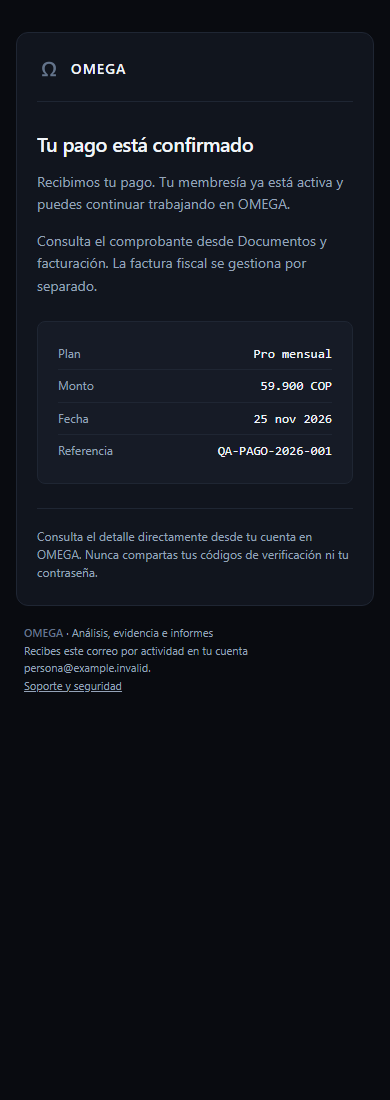 Ω OMEGA
Tu pago está confirmado
Recibimos tu pago. Tu membresía ya está activa y
puedes continuar trabajando en OMEGA.
Consulta el comprobante desde Documentos y
facturación. La factura fiscal se gestiona por
separado.
Plan Pro mensual
Monto 59.900 COP
Fecha 25 nov 2026
Referencia QA-PAGO-2026-001
Consulta el detalle directamente desde tu cuenta en
OMEGA. Nunca compartas tus códigos de verificación ni tu
contraseña.
OMEGA · Análisis, evidencia e informes
Recibes este correo por actividad en tu cuenta
persona@example.invalid.
Soporte y seguridad